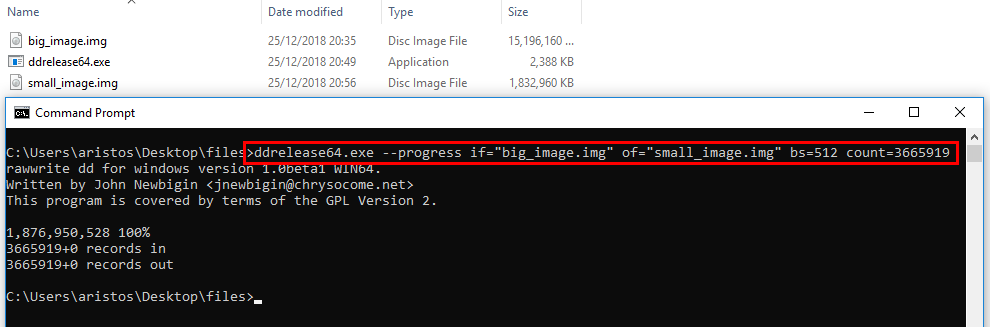 Name Date modified Type Size
big_image.img 25/12/2018 20:35 Disc Image File 15,196,160 ...
ddrelease64.exe 25/12/2018 20:49 Application 2,388 KB
small_image.img 25/12/2018 20:56 Disc Image File 1,832,960 KB
Command Prompt
C:\Users\aristos\Desktop\files>ddrelease64.exe --progress if="big_image.img" of="small_image.img" bs=512 count=3665919
rawwrite dd for windows version 1.0beta1 WIN64.
Written by John Newbigin <jnewbigin@chrysocome.net>
This program is covered by terms of the GPL Version 2.
1,876,950,528 100%
3665919+0 records in
3665919+0 records out
C:\Users\aristos\Desktop\files>